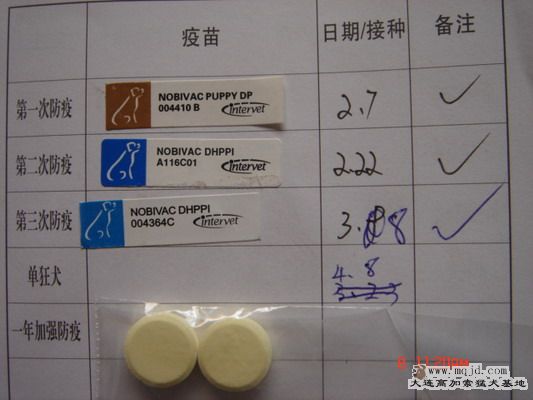 疫苗 日期/接种 备注
第一次防疫 NOBIVAC PUPPY DP 004410 B Intervet 2.7
第二次防疫 NOBIVAC DHPPI A116C01 Intervet 2.22
第三次防疫 NOBIVAC DHPPI 004364C Intervet 3. 8
单狂犬 4.8
一年加强防疫
www.mqjd.com
大连高加索猛犬基地